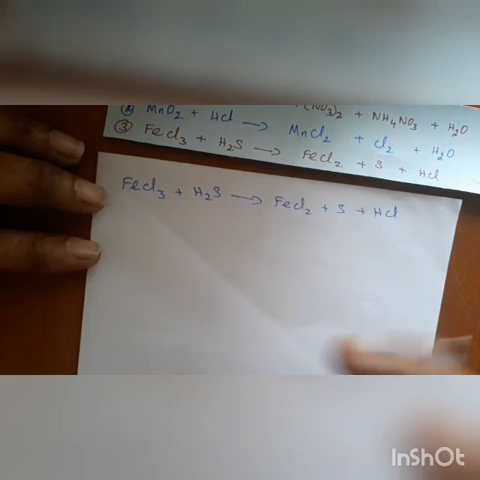 (NO3)2 + NH4NO3 + H2O
② MnO2 + HCl → MnCl2 + Cl2 + H2O
③ FeCl3 + H2S → FeCl2 + S + HCl
FeCl3 + H2S → FeCl2 + S + HCl
InShOt